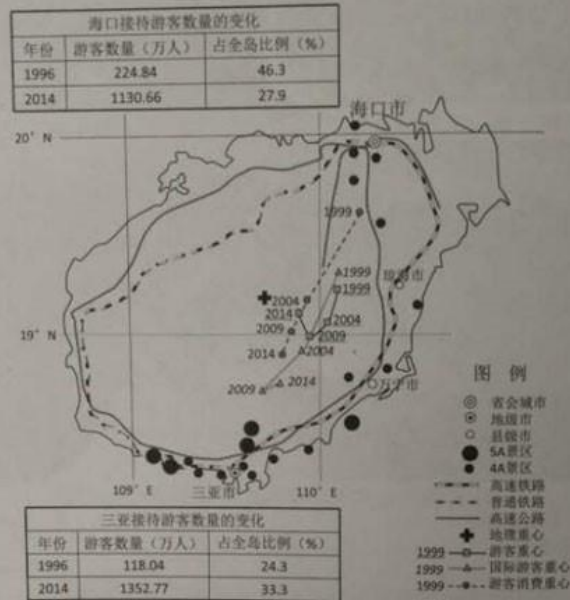 海口接待游客数量的变化
年份 游客数量（万人） 占全岛比例（%）
1996 224.84 46.3
2014 1130.66 27.9
海口市
20° N
1999
1999
1999
琼海市
2004
2014
2004
2009
2009
19° N
2014
2004
2009
2014
万宁市
109° E
三亚市
110° E
图 例
省会城市
地级市
县级市
5A景区
4A景区
高速铁路
普通铁路
高速公路
地理重心
1999 游客重心
1999 国际游客重心
1999 游客消费重心
三亚接待游客数量的变化
年份 游客数量（万人） 占全岛比例（%）
1996 118.04 24.3
2014 1352.77 33.3